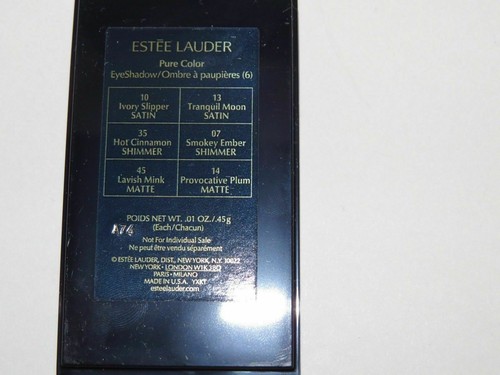 ESTĒE LAUDER
Pure Color
EyeShadow/Ombre à paupières (6)
10 13
Ivory Slipper Tranquil Moon
SATIN SATIN
35 07
Hot Cinnamon Smokey Ember
SHIMMER SHIMMER
45 14
Lavish Mink Provocative Plum
MATTE MATTE
POIDS NET WT. .01 OZ./.45g
(Each/Chacun)
A74
Not For Individual Sale
Ne peut être vendu séparément
© ESTĒE LAUDER, DIST., NEW YORK, N.Y. 10022
NEW YORK • LONDON W1K 3BQ
PARIS • MILANO
MADE IN U.S.A. YXKT
esteelauder.com